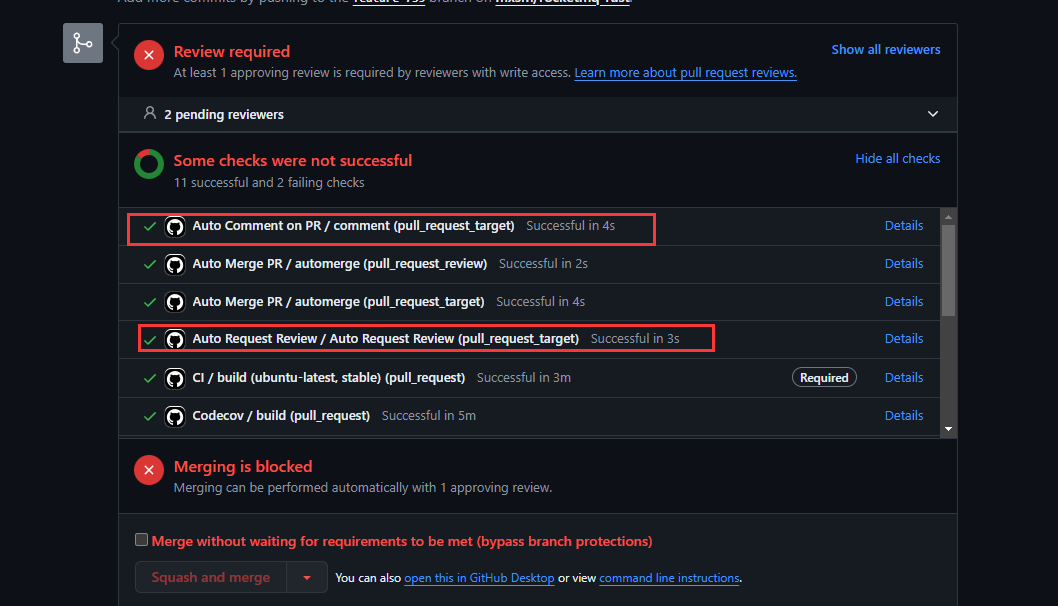 Add more commits by pushing to the feature-199 branch on mxsm/rocketmq-rust.
Review required
Show all reviewers
At least 1 approving review is required by reviewers with write access. Learn more about pull request reviews.
2 pending reviewers
Some checks were not successful
Hide all checks
11 successful and 2 failing checks
Auto Comment on PR / comment (pull_request_target) Successful in 4s Details
Auto Merge PR / automerge (pull_request_review) Successful in 2s Details
Auto Merge PR / automerge (pull_request_target) Successful in 4s Details
Auto Request Review / Auto Request Review (pull_request_target) Successful in 3s Details
CI / build (ubuntu-latest, stable) (pull_request) Successful in 3m Required Details
Codecov / build (pull_request) Successful in 5m Details
Merging is blocked
Merging can be performed automatically with 1 approving review.
Merge without waiting for requirements to be met (bypass branch protections)
Squash and merge You can also open this in GitHub Desktop or view command line instructions.